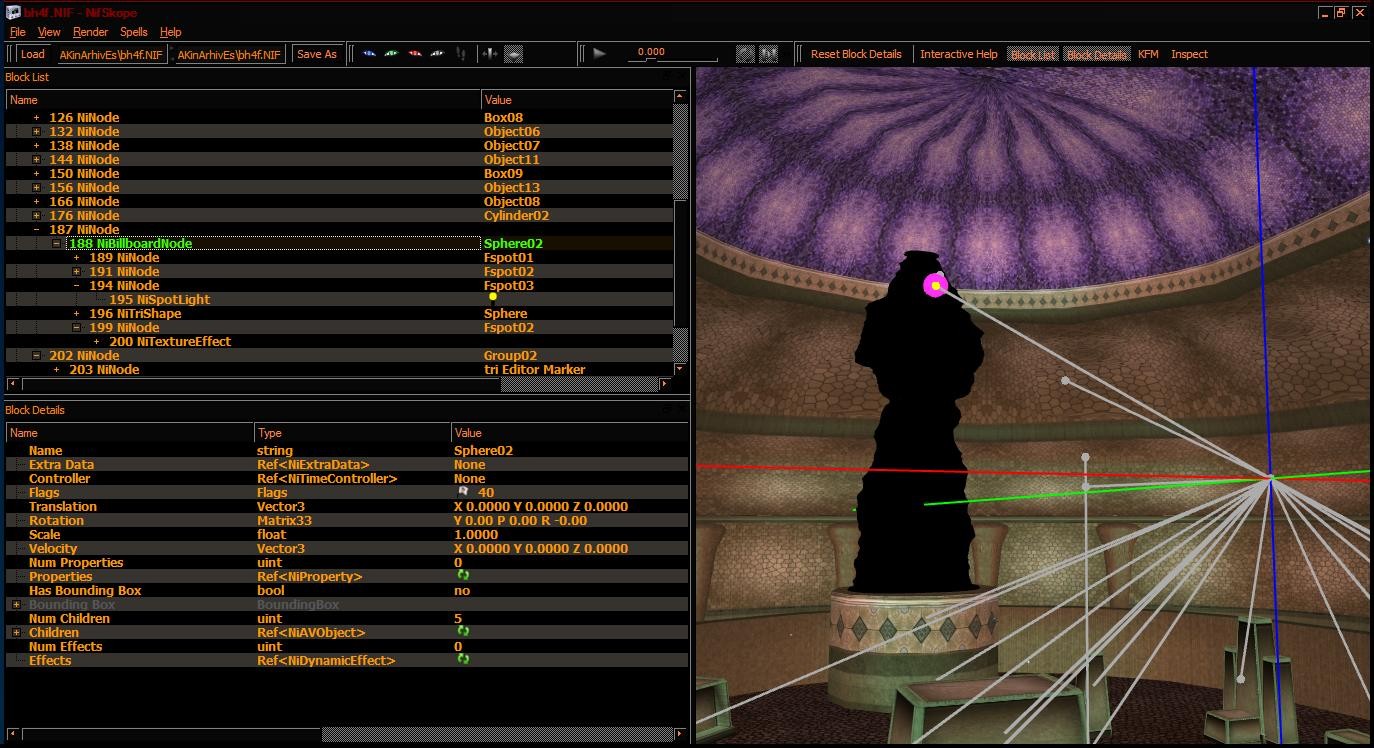 bh4f.NIF - NifSkope
File View Render Spells Help
Load AKinArhivEs\bh4f.NIF AKinArhivEs\bh4f.NIF Save As 0.000 Reset Block Details Interactive Help Block List Block Details KFM Inspect
Block List
Name Value
126 NiNode Box08
132 NiNode Object06
138 NiNode Object07
144 NiNode Object11
150 NiNode Box09
156 NiNode Object13
166 NiNode Object08
176 NiNode Cylinder02
187 NiNode
188 NiBillboardNode Sphere02
189 NiNode Fspot01
191 NiNode Fspot02
194 NiNode Fspot03
195 NiSpotLight
196 NiTriShape Sphere
199 NiNode Fspot02
200 NiTextureEffect
202 NiNode Group02
203 NiNode tri Editor Marker
Block Details
Name Type Value
Name string Sphere02
Extra Data Ref<NiExtraData> None
Controller Ref<NiTimeController> None
Flags Flags 40
Translation Vector3 X 0.0000 Y 0.0000 Z 0.0000
Rotation Matrix33 Y 0.00 P 0.00 R -0.00
Scale float 1.0000
Velocity Vector3 X 0.0000 Y 0.0000 Z 0.0000
Num Properties uint 0
Properties Ref<NiProperty>
Has Bounding Box bool no
Bounding Box BoundingBox
Num Children uint 5
Children Ref<NiAVObject>
Num Effects uint 0
Effects Ref<NiDynamicEffect>